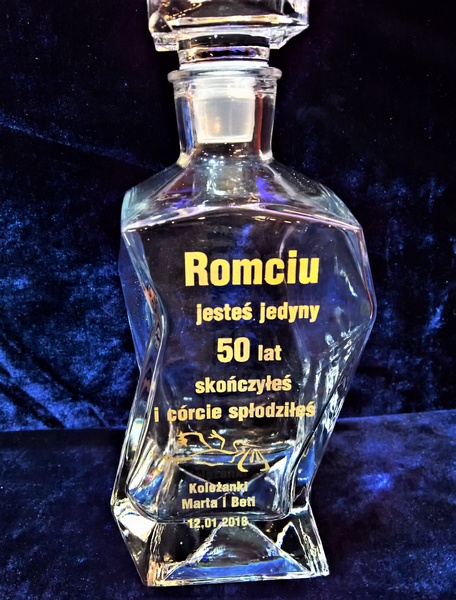 Romciu
jesteś jedyny
50 lat
skończyłeś
i córcie spłodziłeś
Koleżanki
Marta i Beti
12.01.2018